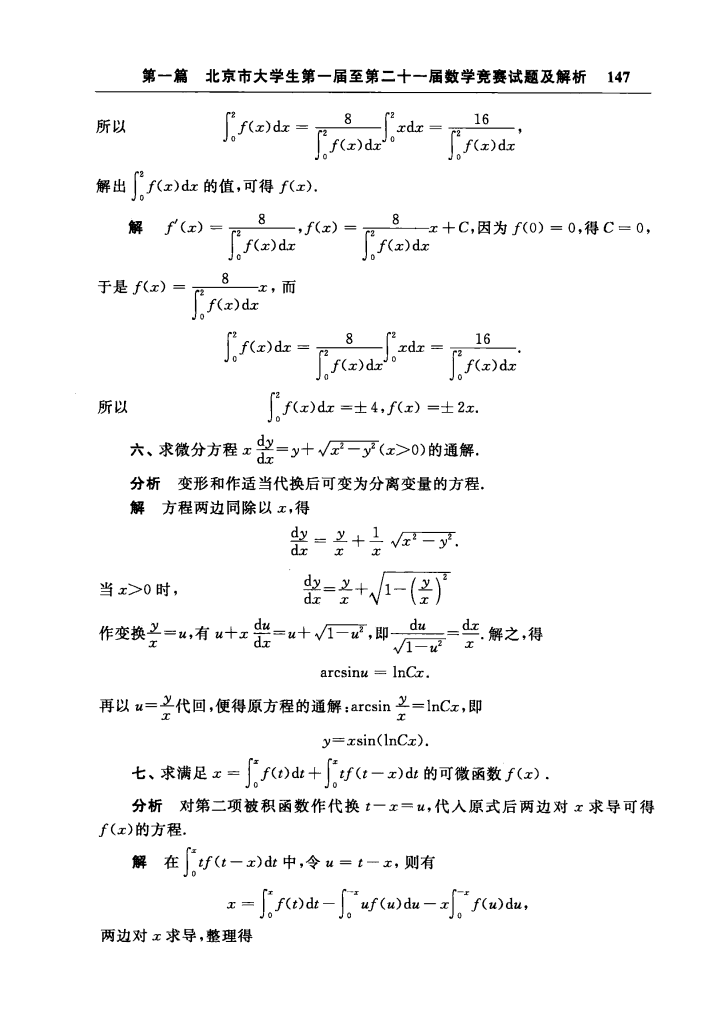 第一篇 北京市大学生第一届至第二十一届数学竞赛试题及解析 147
所以 $\int_0^2 f(x)\mathrm{d}x = \frac{8}{\int_0^2 f(x)\mathrm{d}x}\int_0^2 x\mathrm{d}x = \frac{16}{\int_0^2 f(x)\mathrm{d}x}$,
解出$\int_0^2 f(x)\mathrm{d}x$ 的值,可得 $f(x)$.
解 $f'(x) = \frac{8}{\int_0^2 f(x)\mathrm{d}x}$,$f(x) = \frac{8}{\int_0^2 f(x)\mathrm{d}x}x + C$,因为 $f(0) = 0$,得 $C = 0$,
于是 $f(x) = \frac{8}{\int_0^2 f(x)\mathrm{d}x}x$,而
$\int_0^2 f(x)\mathrm{d}x = \frac{8}{\int_0^2 f(x)\mathrm{d}x}\int_0^2 x\mathrm{d}x = \frac{16}{\int_0^2 f(x)\mathrm{d}x}$.
所以 $\int_0^2 f(x)\mathrm{d}x = \pm 4, f(x) = \pm 2x$.
六、求微分方程 $x\frac{\mathrm{d}y}{\mathrm{d}x} = y + \sqrt{x^2 - y^2}(x>0)$的通解.
分析 变形和作适当代换后可变为分离变量的方程.
解 方程两边同除以 $x$,得
$\frac{\mathrm{d}y}{\mathrm{d}x} = \frac{y}{x} + \frac{1}{x}\sqrt{x^2 - y^2}$.
当 $x>0$ 时, $\frac{\mathrm{d}y}{\mathrm{d}x} = \frac{y}{x} + \sqrt{1 - \left(\frac{y}{x}\right)^2}$
作变换$\frac{y}{x} = u$,有 $u + x\frac{\mathrm{d}u}{\mathrm{d}x} = u + \sqrt{1 - u^2}$,即$\frac{\mathrm{d}u}{\sqrt{1 - u^2}} = \frac{\mathrm{d}x}{x}$.解之,得
$\arcsin u = \ln Cx$.
再以 $u = \frac{y}{x}$代回,便得原方程的通解:$\arcsin\frac{y}{x} = \ln Cx$,即
$y = x\sin(\ln Cx)$.
七、求满足 $x = \int_0^x f(t)\mathrm{d}t + \int_0^x tf(t-x)\mathrm{d}t$ 的可微函数 $f(x)$.
分析 对第二项被积函数作代换 $t - x = u$,代入原式后两边对 $x$ 求导可得
$f(x)$的方程.
解 在$\int_0^x tf(t-x)\mathrm{d}t$ 中,令 $u = t - x$,则有
$x = \int_0^x f(t)\mathrm{d}t - \int_0^{-x} uf(u)\mathrm{d}u - x\int_0^{-x} f(u)\mathrm{d}u$,
两边对 $x$ 求导,整理得